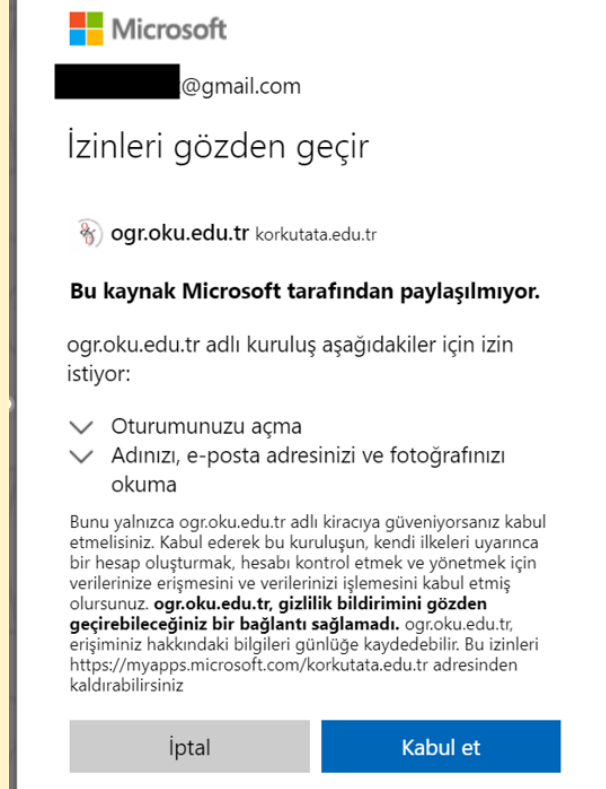 Microsoft
@gmail.com
İzinleri gözden geçir
ogr.oku.edu.tr korkutata.edu.tr
Bu kaynak Microsoft tarafından paylaşılmıyor.
ogr.oku.edu.tr adlı kuruluş aşağıdakiler için izin
istiyor:
Oturumunuzu açma
Adınızı, e-posta adresinizi ve fotoğrafınızı
okuma
Bunu yalnızca ogr.oku.edu.tr adlı kiracıya güveniyorsanız kabul
etmelisiniz. Kabul ederek bu kuruluşun, kendi ilkeleri uyarınca
bir hesap oluşturmak, hesabı kontrol etmek ve yönetmek için
verilerinize erişmesini ve verilerinizi işlemesini kabul etmiş
olursunuz. ogr.oku.edu.tr, gizlilik bildirimini gözden
geçirebileceğiniz bir bağlantı sağlamadı. ogr.oku.edu.tr,
erişiminiz hakkındaki bilgileri günlüğe kaydedebilir. Bu izinleri
https://myapps.microsoft.com/korkutata.edu.tr adresinden
kaldırabilirsiniz
İptal
Kabul et